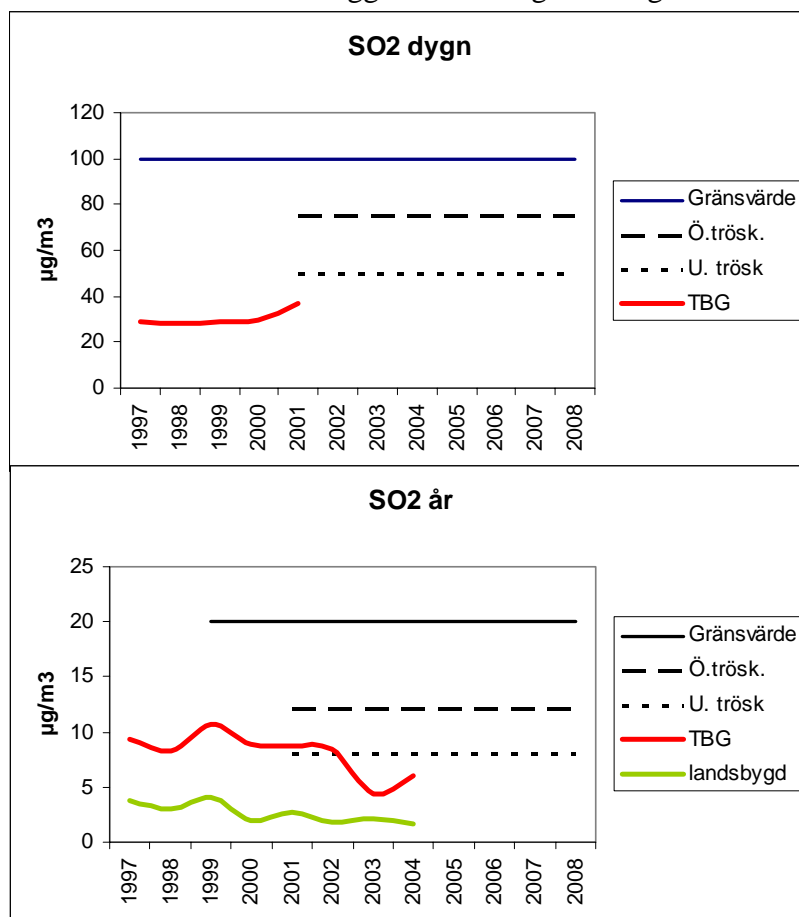 SO2 dygn
120
100
80
60
40
20
0
µg/m3
1997
1998
1999
2000
2001
2002
2003
2004
2005
2006
2007
2008
Gränsvärde
Ö.trösk.
U. trösk
TBG
SO2 år
25
20
15
10
5
0
µg/m3
1997
1998
1999
2000
2001
2002
2003
2004
2005
2006
2007
2008
Gränsvärde
Ö.trösk.
U. trösk
TBG
landsbygd